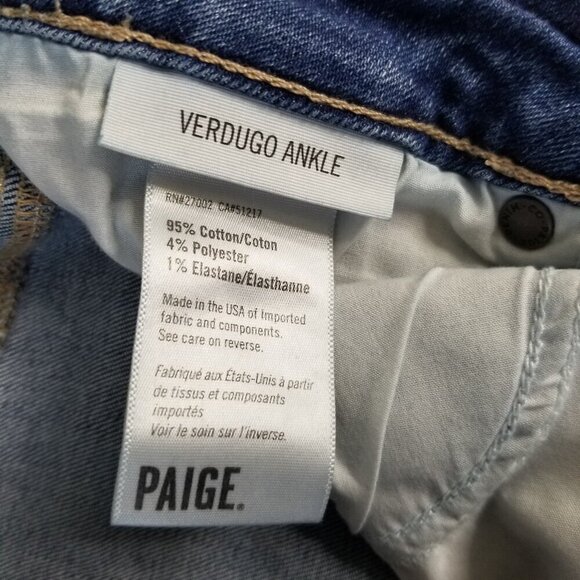 VERDUGO ANKLE
RN#27002 CA#51217
95% Cotton/Coton
4% Polyester
1% Elastane/Élasthanne
Made in the USA of imported
fabric and components.
See care on reverse.
Fabriqué aux États-Unis à partir
de tissus et composants
importés
Voir le soin sur l'inverse.
PAIGE®